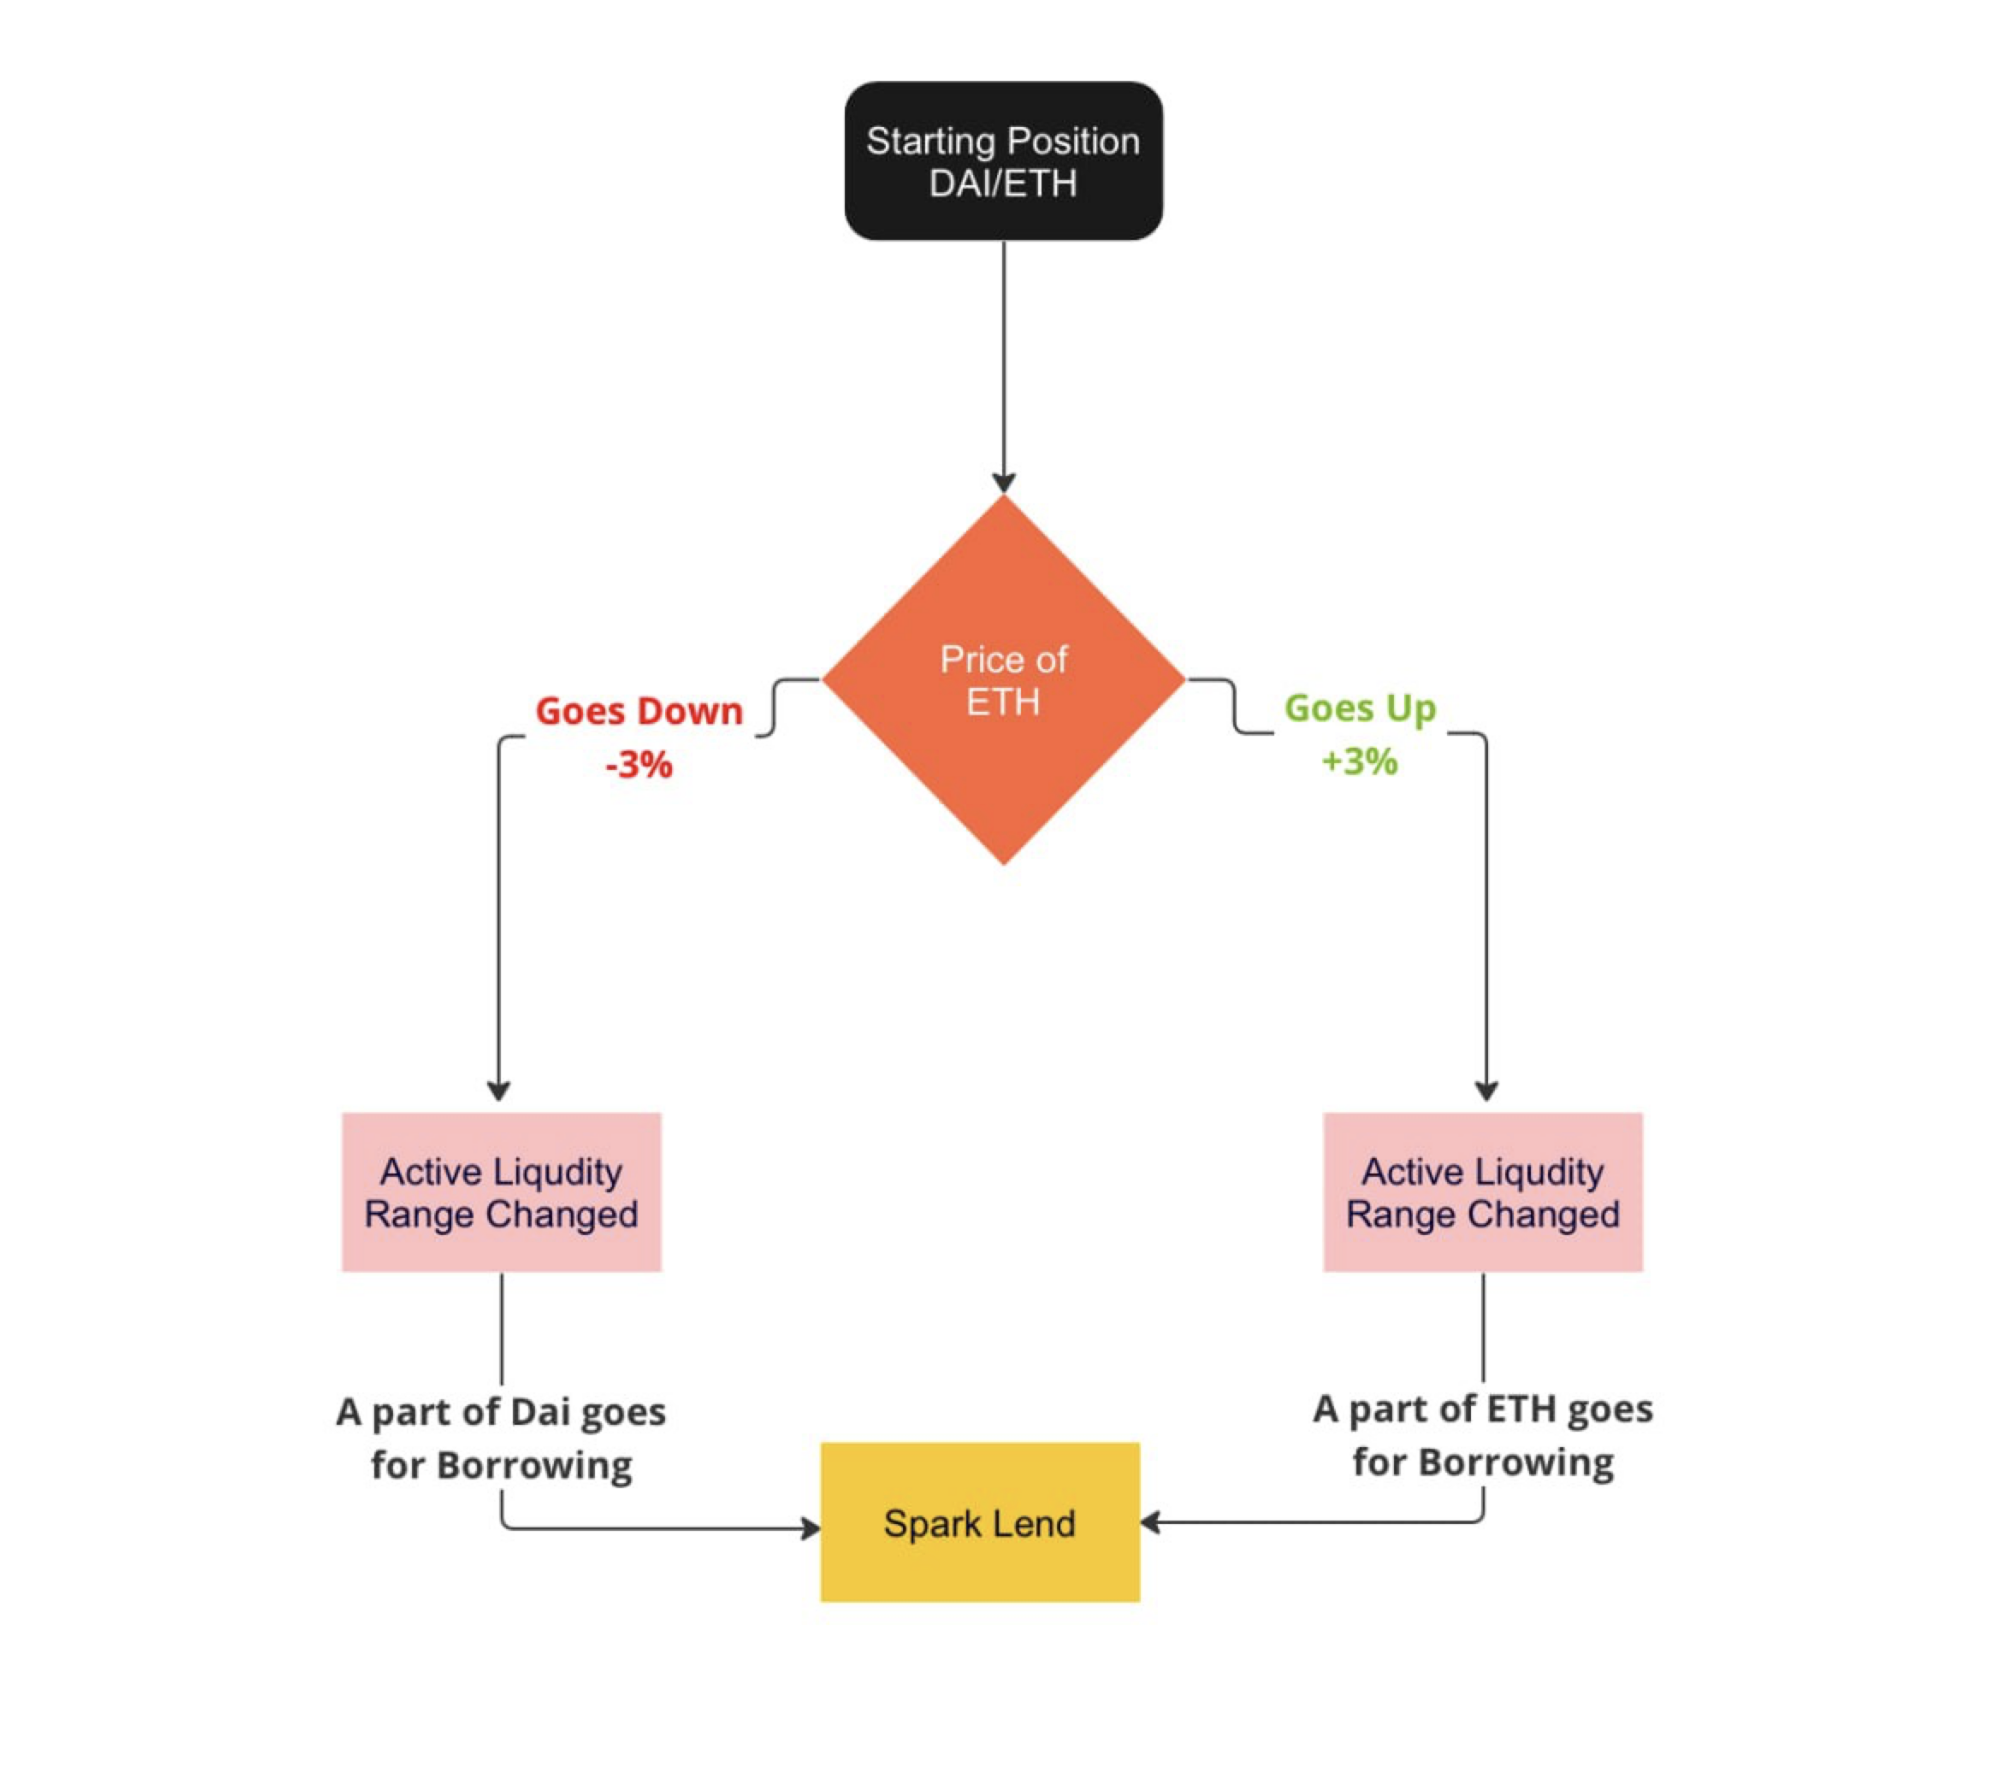 Starting Position
DAI/ETH
Price of
ETH
Goes Down
-3%
Goes Up
+3%
Active Liqudity
Range Changed
Active Liqudity
Range Changed
A part of Dai goes
for Borrowing
A part of ETH goes
for Borrowing
Spark Lend